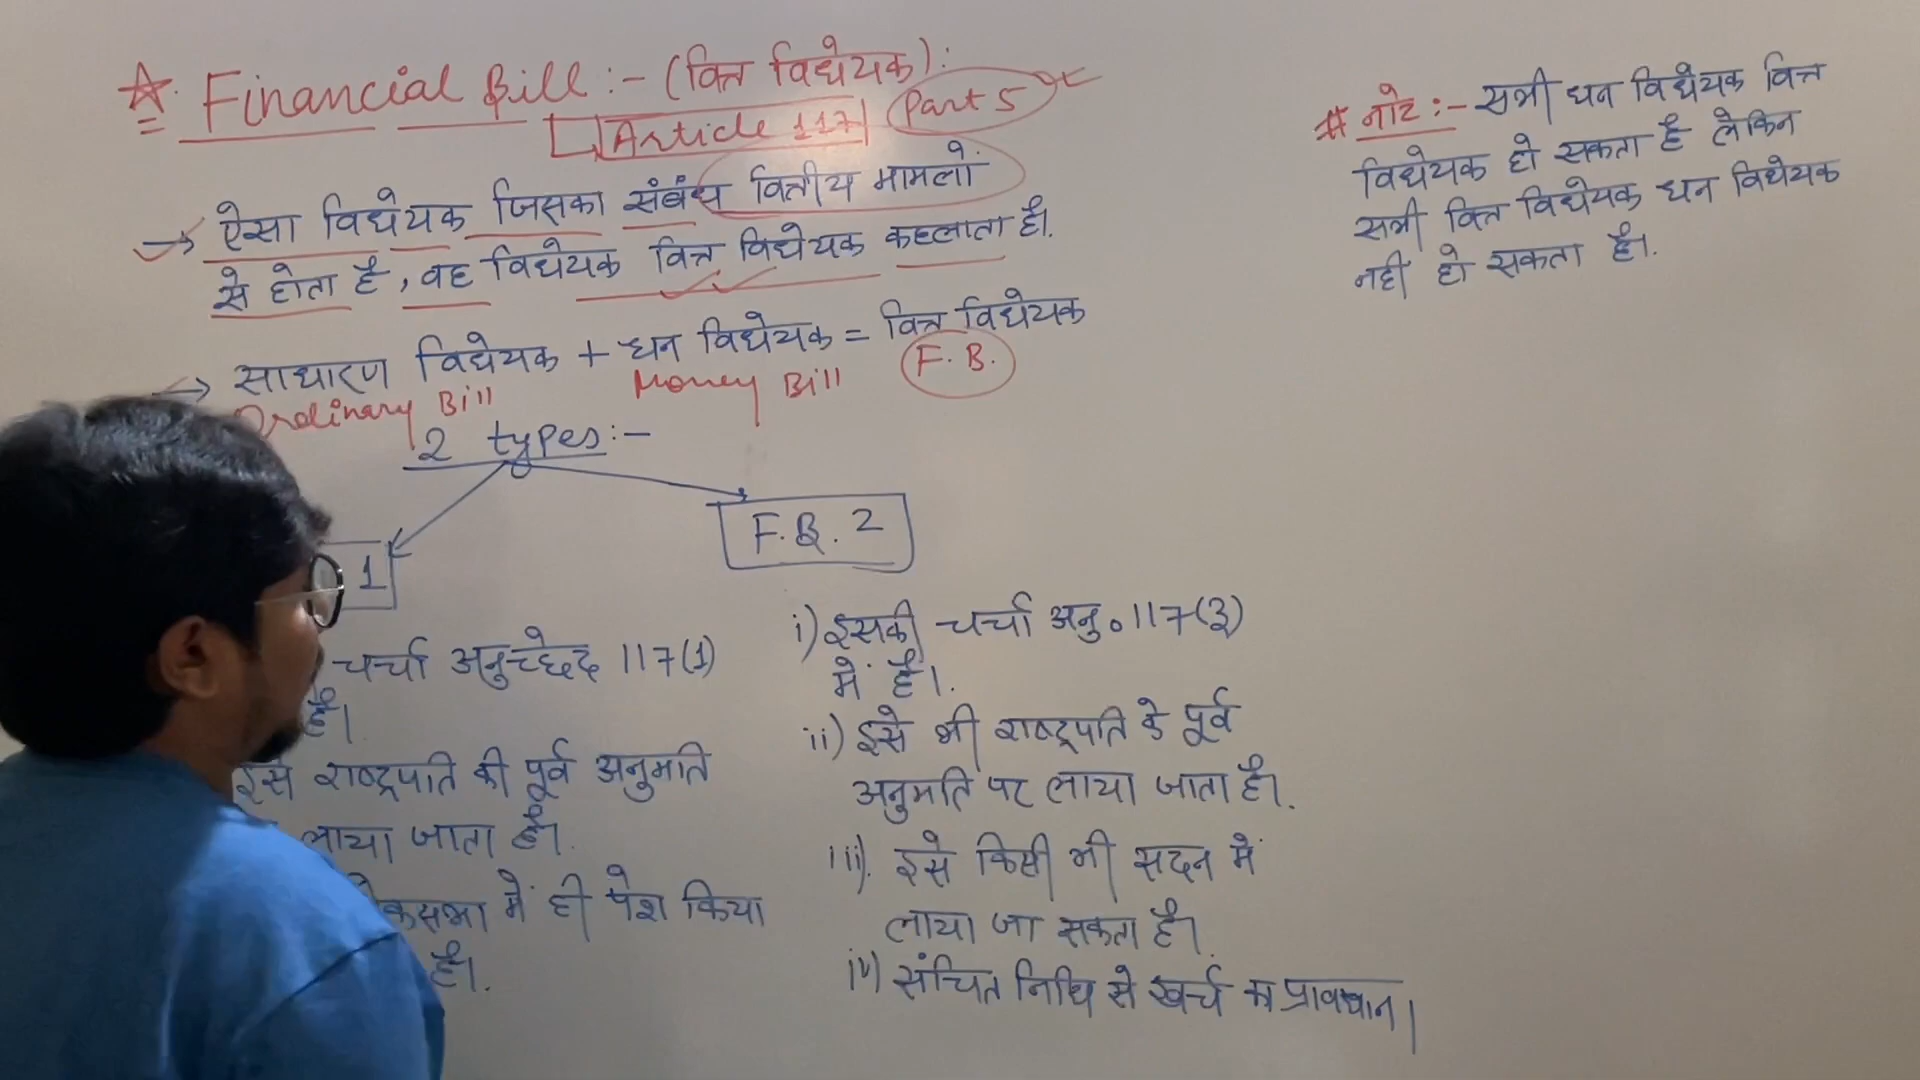 Financial Bill:- (वित्त विधेयक):
Article 117
Part 5
→ ऐसा विधेयक जिसका संबंध वित्तीय मामलों
से होता है, वह विधेयक वित्त विधेयक कहलाता है।
→ साधारण विधेयक + धन विधेयक = वित्त विधेयक
Ordinary Bill Money Bill F.B.
2 types:-
1
चर्चा अनुच्छेद 117(1)
है।
इसे राष्ट्रपति की पूर्व अनुमति
लाया जाता है।
में ही पेश किया
है।
F.B. 2
i) इसकी चर्चा अनु० 117(3)
में है।
ii) इसे भी राष्ट्रपति के पूर्व
अनुमति पर लाया जाता है।
iii). इसे किसी भी सदन में
लाया जा सकता है।
iv) संचित निधि से खर्च का प्रावधान।
# नोट:- सभी धन विधेयक वित्त
विधेयक हो सकता है लेकिन
सभी वित्त विधेयक धन विधेयक
नहीं हो सकता है।